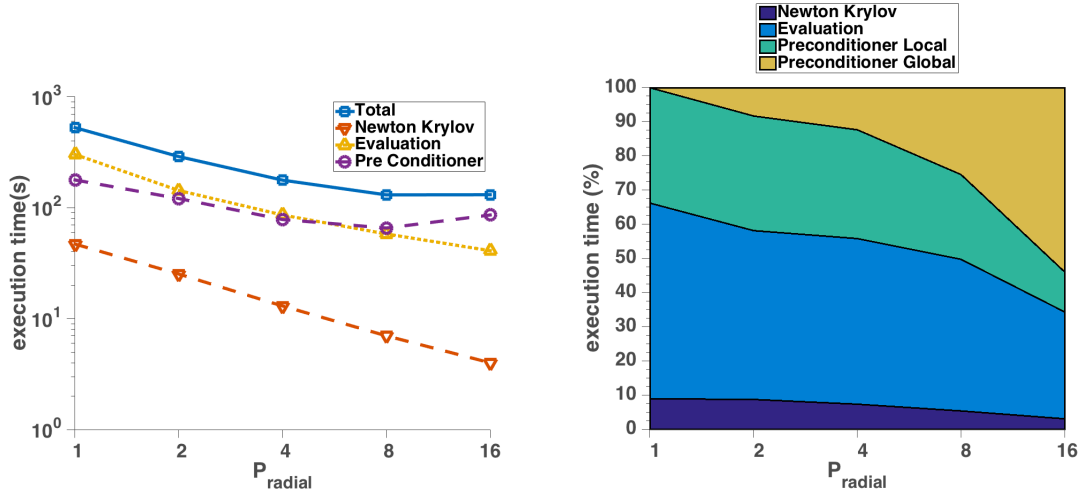 Total
Newton Krylov
Evaluation
Pre Conditioner
10^3
10^2
10^1
10^0
execution time(s)
1 2 4 8 16
P_radial
Newton Krylov
Evaluation
Preconditioner Local
Preconditioner Global
100
90
80
70
60
50
40
30
20
10
0
execution time (%)
1 2 4 8 16
P_radial